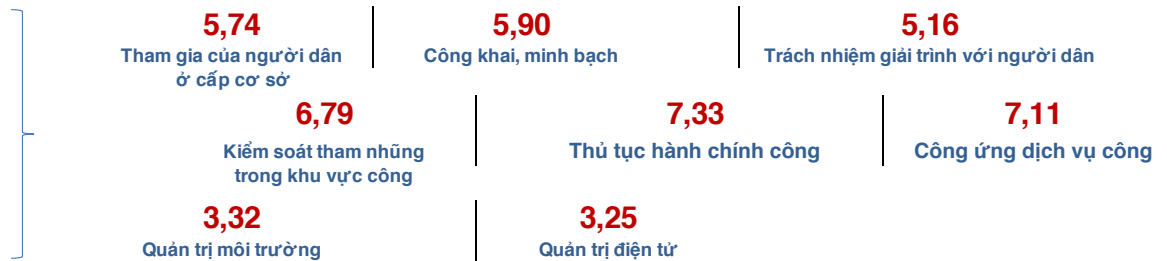 5,74 5,90 5,16
Tham gia của người dân Công khai, minh bạch Trách nhiệm giải trình với người dân
ở cấp cơ sở
6,79 7,33 7,11
Kiểm soát tham nhũng Thủ tục hành chính công Công ứng dịch vụ công
trong khu vực công
3,32 3,25
Quản trị môi trường Quản trị điện tử